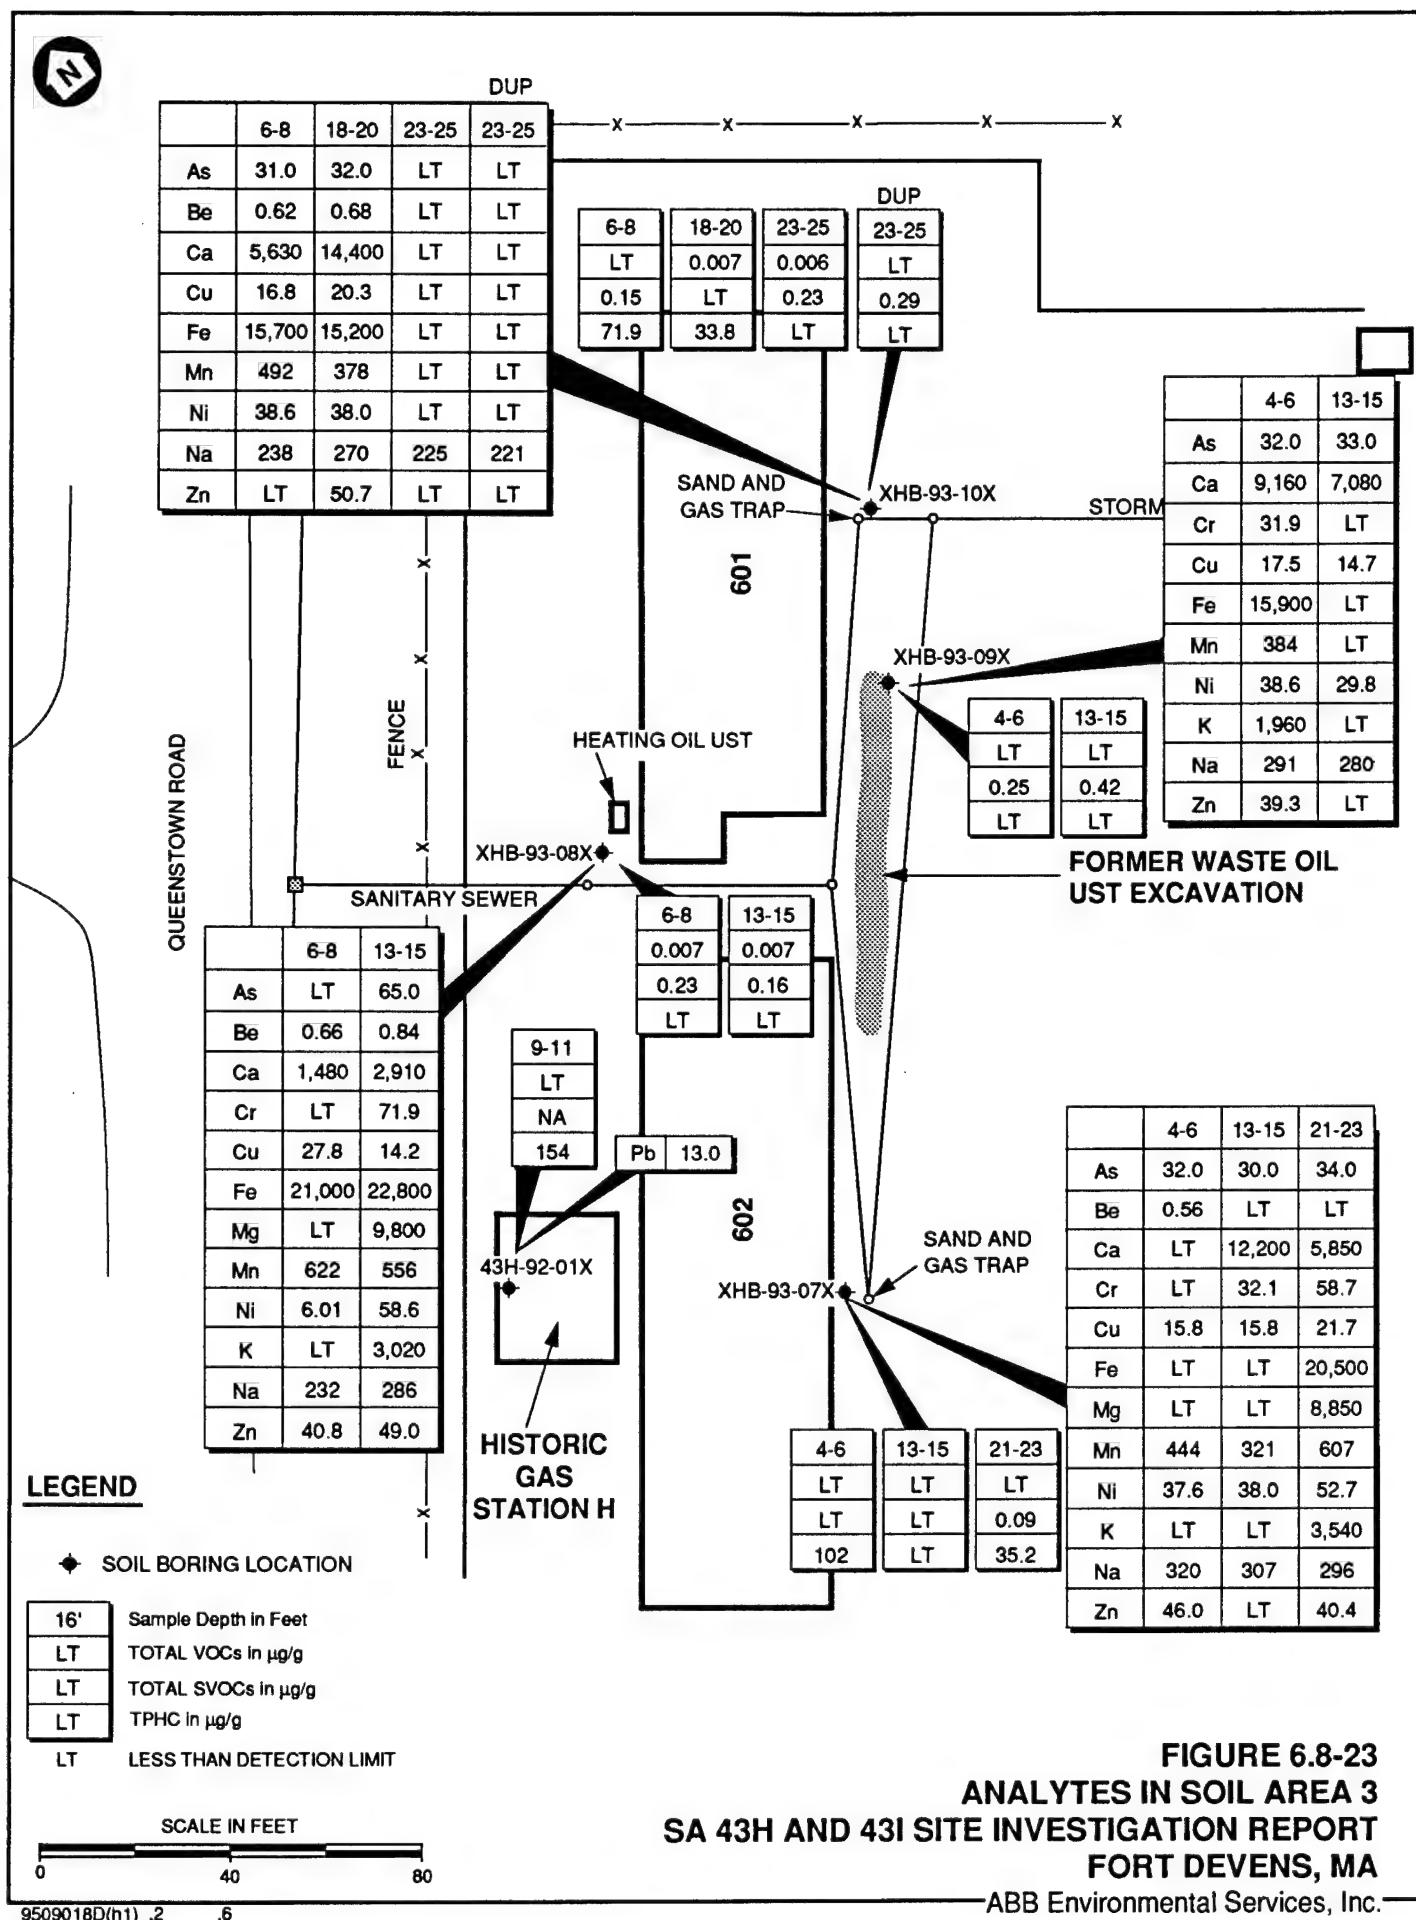 N
DUP
6-8 18-20 23-25 23-25
As 31.0 32.0 LT LT
Be 0.62 0.68 LT LT
Ca 5,630 14,400 LT LT
Cu 16.8 20.3 LT LT
Fe 15,700 15,200 LT LT
Mn 492 378 LT LT
Ni 38.6 38.0 LT LT
Na 238 270 225 221
Zn LT 50.7 LT LT
X X X X X
DUP
6-8 18-20 23-25 23-25
LT 0.007 0.006 LT
0.15 LT 0.23 0.29
71.9 33.8 LT LT
4-6 13-15
As 32.0 33.0
Ca 9,160 7,080
Cr 31.9 LT
Cu 17.5 14.7
Fe 15,900 LT
Mn 384 LT
Ni 38.6 29.8
K 1,960 LT
Na 291 280
Zn 39.3 LT
SAND AND
GAS TRAP
XHB-93-10X
STORM
601
XHB-93-09X
4-6 13-15
LT LT
0.25 0.42
LT LT
X
X
X
X
FENCE
QUEENSTOWN ROAD
HEATING OIL UST
XHB-93-08X
SANITARY SEWER
FORMER WASTE OIL
UST EXCAVATION
6-8 13-15
0.007 0.007
0.23 0.16
LT LT
6-8 13-15
As LT 65.0
Be 0.66 0.84
Ca 1,480 2,910
Cr LT 71.9
Cu 27.8 14.2
Fe 21,000 22,800
Mg LT 9,800
Mn 622 556
Ni 6.01 58.6
K LT 3,020
Na 232 286
Zn 40.8 49.0
9-11
LT
NA
154
Pb 13.0
602
43H-92-01X
SAND AND
GAS TRAP
XHB-93-07X
HISTORIC
GAS
STATION H
4-6 13-15 21-23
LT LT LT
LT LT 0.09
102 LT 35.2
4-6 13-15 21-23
As 32.0 30.0 34.0
Be 0.56 LT LT
Ca LT 12,200 5,850
Cr LT 32.1 58.7
Cu 15.8 15.8 21.7
Fe LT LT 20,500
Mg LT LT 8,850
Mn 444 321 607
Ni 37.6 38.0 52.7
K LT LT 3,540
Na 320 307 296
Zn 46.0 LT 40.4
X
LEGEND
SOIL BORING LOCATION
16' Sample Depth in Feet
LT TOTAL VOCs in µg/g
LT TOTAL SVOCs in µg/g
LT TPHC in µg/g
LT LESS THAN DETECTION LIMIT
SCALE IN FEET
0 40 80
FIGURE 6.8-23
ANALYTES IN SOIL AREA 3
SA 43H AND 43I SITE INVESTIGATION REPORT
FORT DEVENS, MA
ABB Environmental Services, Inc.
9509018D(h1) .2 .6